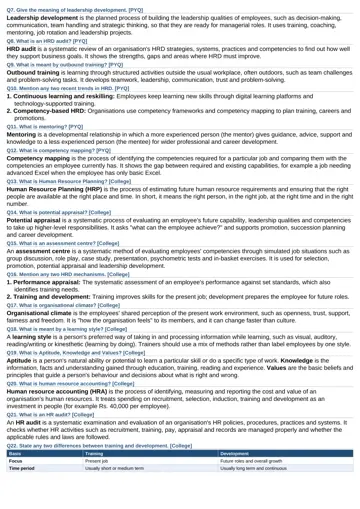 Q7. Give the meaning of leadership development. [PYQ]
Leadership development is the planned process of building the leadership qualities of employees, such as decision-making,
communication, team handling and strategic thinking, so that they are ready for managerial roles. It uses training, coaching,
mentoring, job rotation and leadership projects.
Q8. What is an HR audit? [PYQ]
HR audit is a systematic review of an organisation's HR strategies, systems, practices and competencies to find out how well
they support business goals. It shows the strengths, gaps and areas where HR must improve.
Q9. What is meant by outbound training? [PYQ]
Outbound training is learning through structured activities outside the usual workplace, often outdoors, such as team challenges
and problem-solving tasks. It develops teamwork, leadership, communication, trust and problem-solving.
Q10. Mention any two recent trends in HRD. [PYQ]
1. Continuous learning and reskilling: Employees keep learning new skills through digital learning platforms and
technology-supported training.
2. Competency-based HRD: Organisations use competency frameworks and competency mapping to plan training, careers and
promotions.
Q11. What is mentoring? [PYQ]
Mentoring is a developmental relationship in which a more experienced person (the mentor) gives guidance, advice, support and
knowledge to a less experienced person (the mentee) for wider professional and career development.
Q12. What is competency mapping? [PYQ]
Competency mapping is the process of identifying the competencies required for a particular job and comparing them with the
competencies an employee currently has. It shows the gap between required and existing capabilities, for example a job needing
advanced Excel when the employee has only basic Excel.
Q13. What is Human Resource Planning? [College]
Human Resource Planning (HRP) is the process of estimating future human resource requirements and ensuring that the right
people are available at the right place and time. In short, it means the right person, in the right job, at the right time and in the right
number.
Q14. What is potential appraisal? [College]
Potential appraisal is a systematic process of evaluating an employee's future capability, leadership qualities and competencies
to take up higher-level responsibilities. It asks "what can the employee achieve?" and supports promotion, succession planning
and career development.
Q15. What is an assessment centre? [College]
An assessment centre is a systematic method of evaluating employees' competencies through simulated job situations such as
group discussion, role play, case study, presentation, psychometric tests and in-basket exercises. It is used for selection,
promotion, potential appraisal and leadership development.
Q16. Mention any two HRD mechanisms. [College]
1. Performance appraisal: The systematic assessment of an employee's performance against set standards, which also
identifies training needs.
2. Training and development: Training improves skills for the present job; development prepares the employee for future roles.
Q17. What is organisational climate? [College]
Organisational climate is the employees' shared perception of the present work environment, such as openness, trust, support,
fairness and freedom. It is "how the organisation feels" to its members, and it can change faster than culture.
Q18. What is meant by a learning style? [College]
A learning style is a person's preferred way of taking in and processing information while learning, such as visual, auditory,
reading/writing or kinesthetic (learning by doing). Trainers should use a mix of methods rather than label employees by one style.
Q19. What is Aptitude, Knowledge and Values? [College]
Aptitude is a person's natural ability or potential to learn a particular skill or do a specific type of work. Knowledge is the
information, facts and understanding gained through education, training, reading and experience. Values are the basic beliefs and
principles that guide a person's behaviour and decisions about what is right and wrong.
Q20. What is human resource accounting? [College]
Human resource accounting (HRA) is the process of identifying, measuring and reporting the cost and value of an
organisation's human resources. It treats spending on recruitment, selection, induction, training and development as an
investment in people (for example Rs. 40,000 per employee).
Q21. What is an HR audit? [College]
An HR audit is a systematic examination and evaluation of an organisation's HR policies, procedures, practices and systems. It
checks whether HR activities such as recruitment, training, pay, appraisal and records are managed properly and whether the
applicable rules and laws are followed.
Q22. State any two differences between training and development. [College]
Basis Training Development
Focus Present job Future roles and overall growth
Time period Usually short or medium term Usually long term and continuous